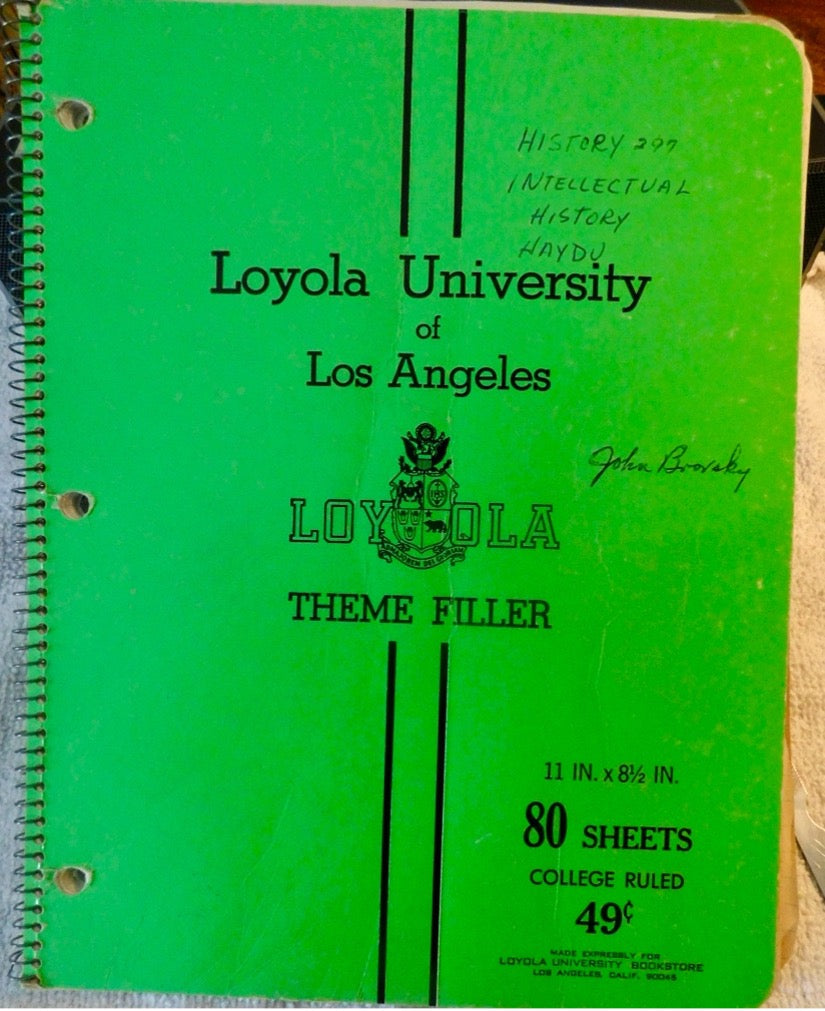 HISTORY 297
INTELLECTUAL
HISTORY
HAYDU
Loyola University
of
Los Angeles
John Brovsky
IHS
LOYOLA
THEME FILLER
11 IN. x 8½ IN.
80 SHEETS
COLLEGE RULED
49¢
MADE EXPRESSLY FOR
LOYOLA UNIVERSITY BOOKSTORE
LOS ANGELES, CALIF. 90045